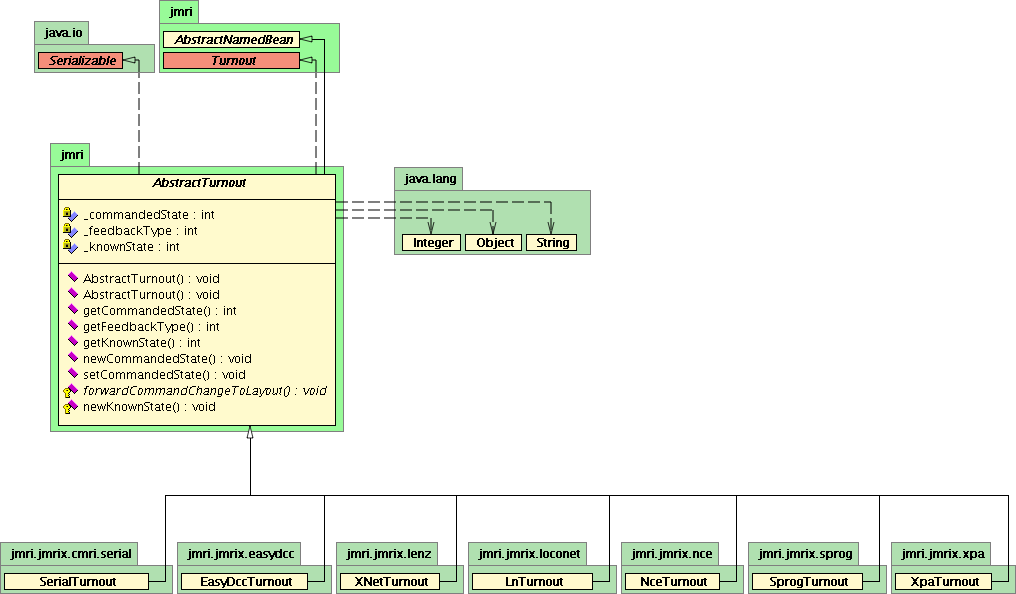 jmri
java.io
AbstractNamedBean
Serializable
Turnout
jmri
AbstractTurnout
_commandedState : int
_feedbackType : int
_knownState : int
AbstractTurnout() : void
AbstractTurnout() : void
getCommandedState() : int
getFeedbackType() : int
getKnownState() : int
newCommandedState() : void
setCommandedState() : void
forwardCommandChangeToLayout() : void
newKnownState() : void
java.lang
Integer
Object
String
jmri.jmrix.cmri.serial
SerialTurnout
jmri.jmrix.easydcc
EasyDccTurnout
jmri.jmrix.lenz
XNetTurnout
jmri.jmrix.loconet
LnTurnout
jmri.jmrix.nce
NceTurnout
jmri.jmrix.sprog
SprogTurnout
jmri.jmrix.xpa
XpaTurnout